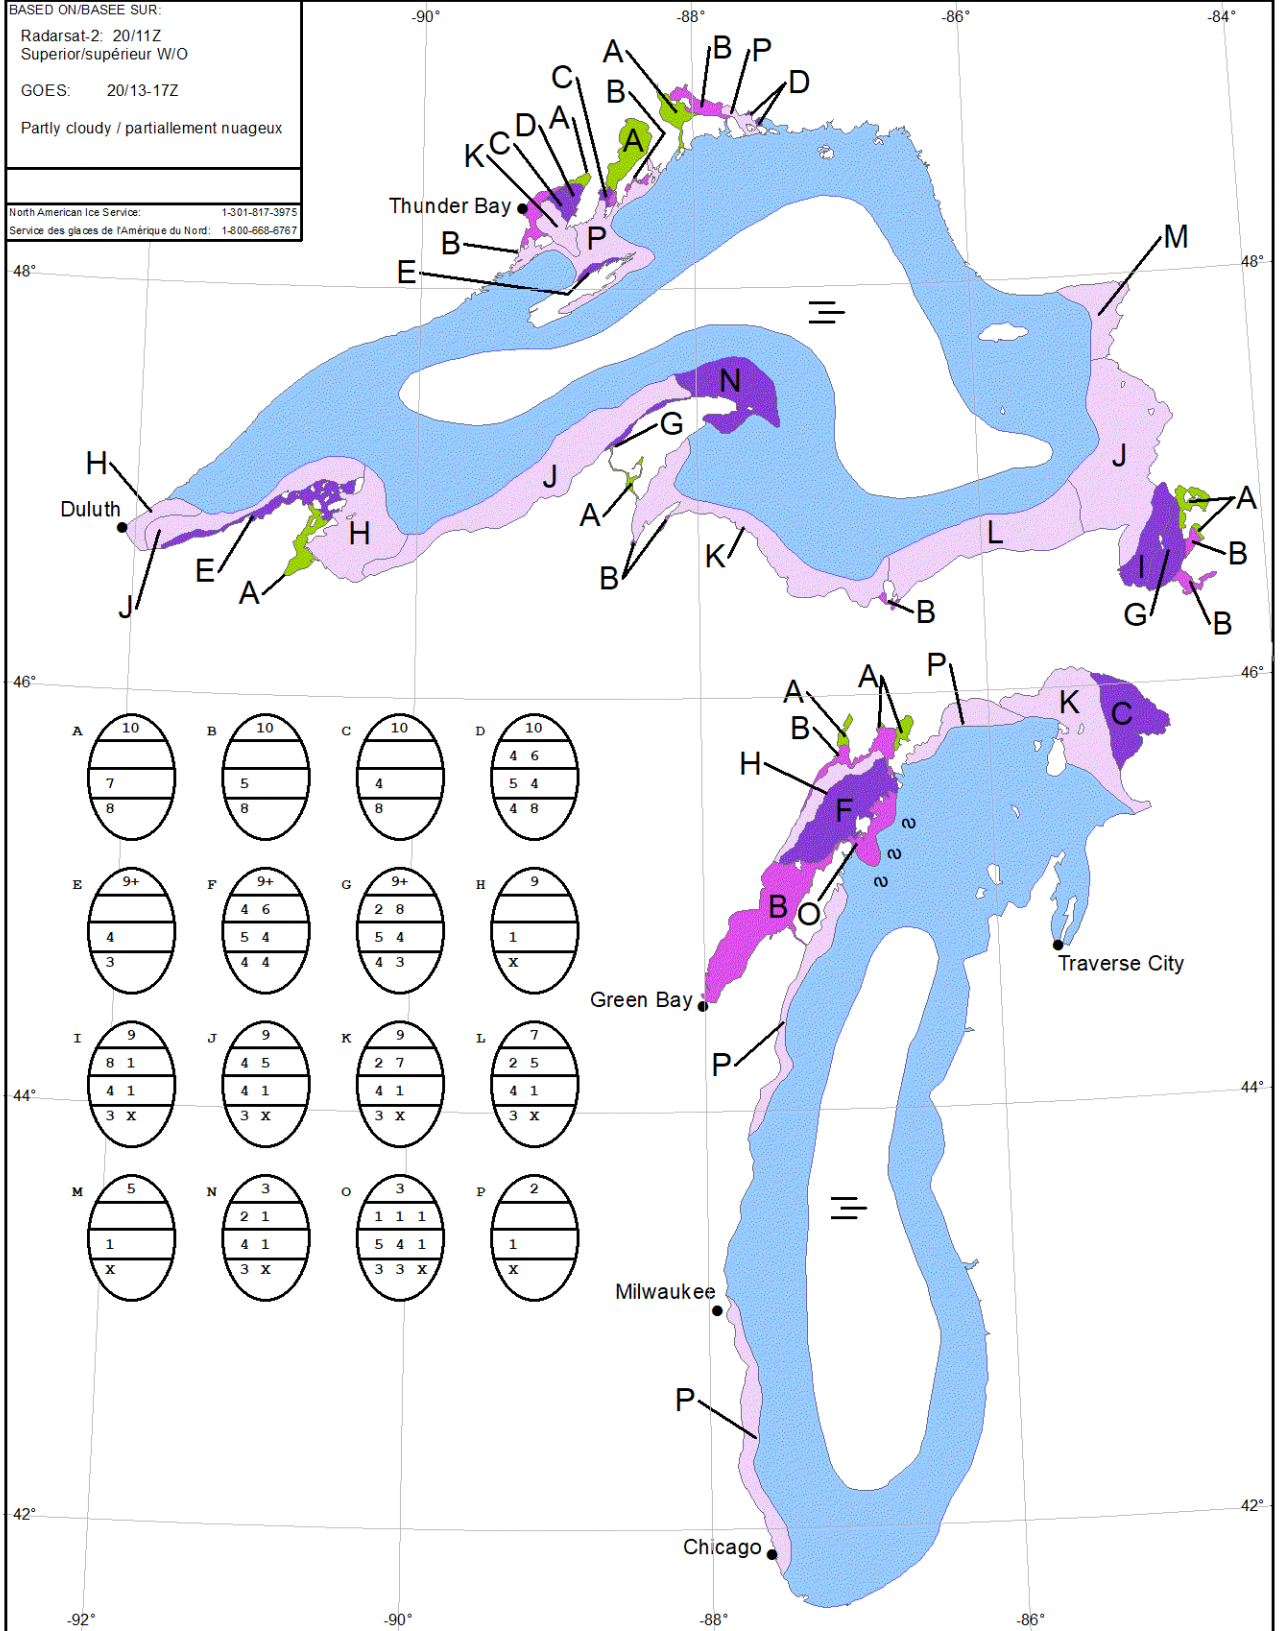 BASED ON/BASEE SUR:
Radarsat-2: 20/11Z
Superior/supérieur W/O
GOES: 20/13-17Z
Partly cloudy / partiallement nuageux
North American Ice Service: 1-301-817-3975
Service des glaces de l'Amérique du Nord: 1-800-668-6767
-90° -88° -86° -84°
A B P D
C B
K C D A A
Thunder Bay
B P
E
48° 48°
M
N
G
H J J
Duluth
A A
H L
B
E K I
A B
J B G B
46° 46°
P
A A
K C
B
H
F
S
S
S
B O
Traverse City
Green Bay
P
44° 44°
Milwaukee
P
42° 42°
Chicago
-92° -90° -88° -86°
A 10 B 10 C 10 D 10
4 6
7 5 4 5 4
8 8 8 4 8
E 9+ F 9+ G 9+ H 9
4 6 2 8
4 5 4 5 4 1
3 4 4 4 3 X
I 9 J 9 K 9 L 7
8 1 4 5 2 7 2 5
4 1 4 1 4 1 4 1
3 X 3 X 3 X 3 X
M 5 N 3 O 3 P 2
2 1 1 1 1
1 4 1 5 4 1 1
X 3 X 3 3 X X